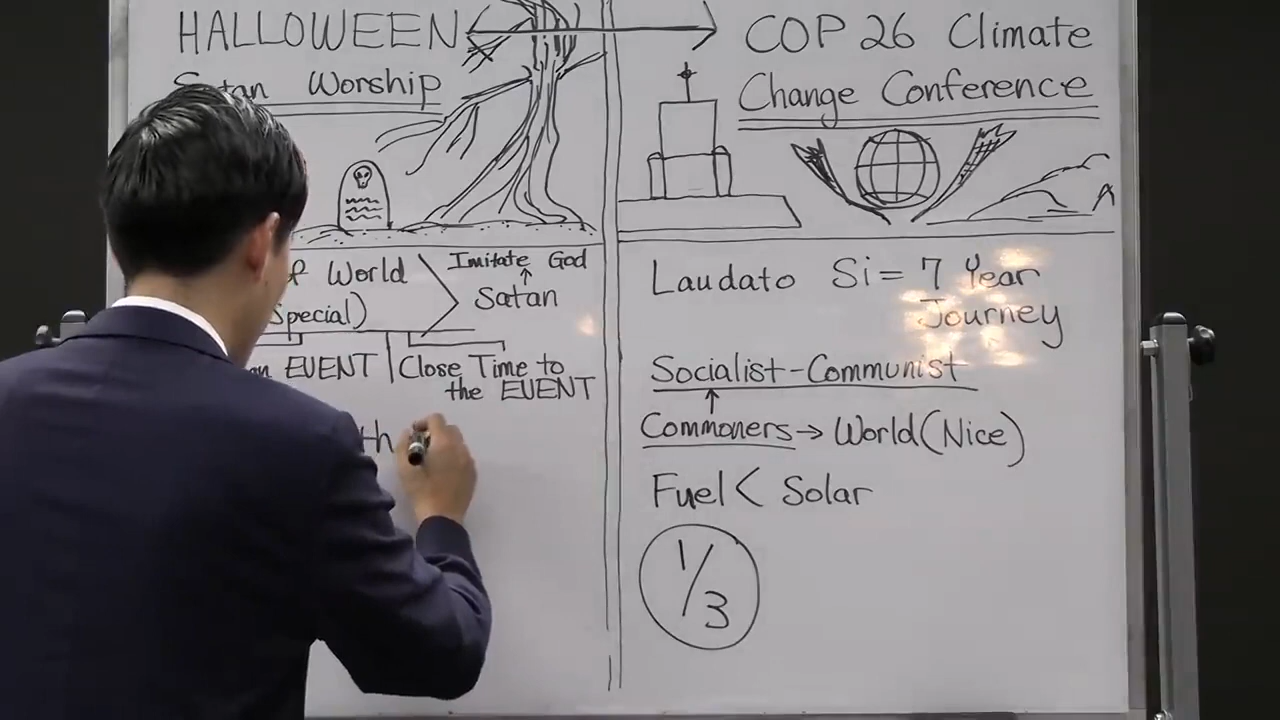 HALLOWEEN
Satan Worship
World
Special)
Imitate God
Satan
EVENT
Close Time to
the EVENT
th
COP 26 Climate
Change Conference
Laudato Si = 7 Year
Journey
Socialist-Communist
Commoners → World (Nice)
Fuel < Solar
1/3